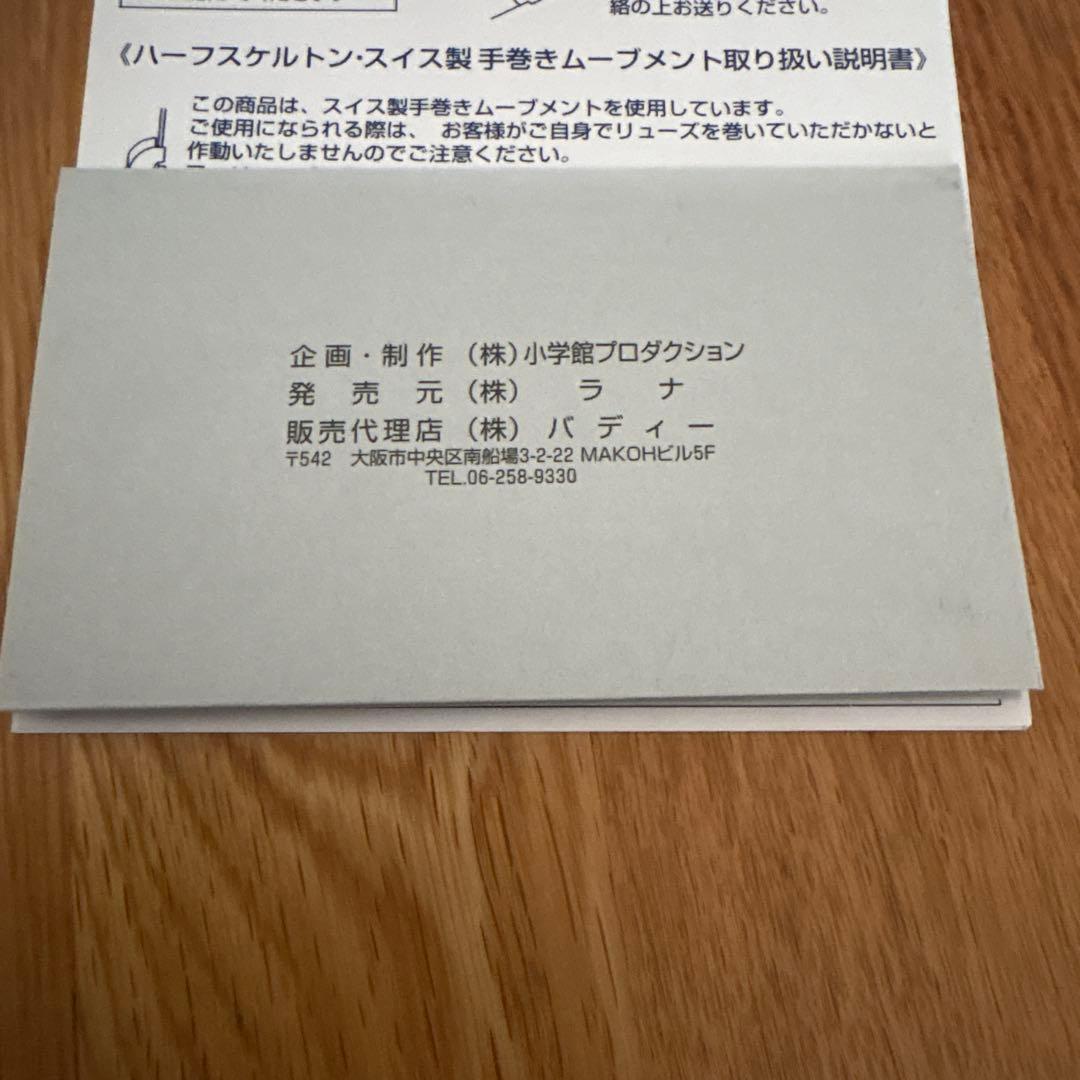 絡の上お送りください。
《ハーフスケルトン・スイス製 手巻きムーブメント取り扱い説明書》
この商品は、スイス製手巻きムーブメントを使用しています。
ご使用になられる際は、 お客様がご自身でリューズを巻いていただかないと
作動いたしませんのでご注意ください。
企画・制作 (株)小学館プロダクション
発売元 (株) ラナ
販売代理店 (株) バディー
〒542 大阪市中央区南船場3-2-22 MAKOHビル5F
TEL.06-258-9330